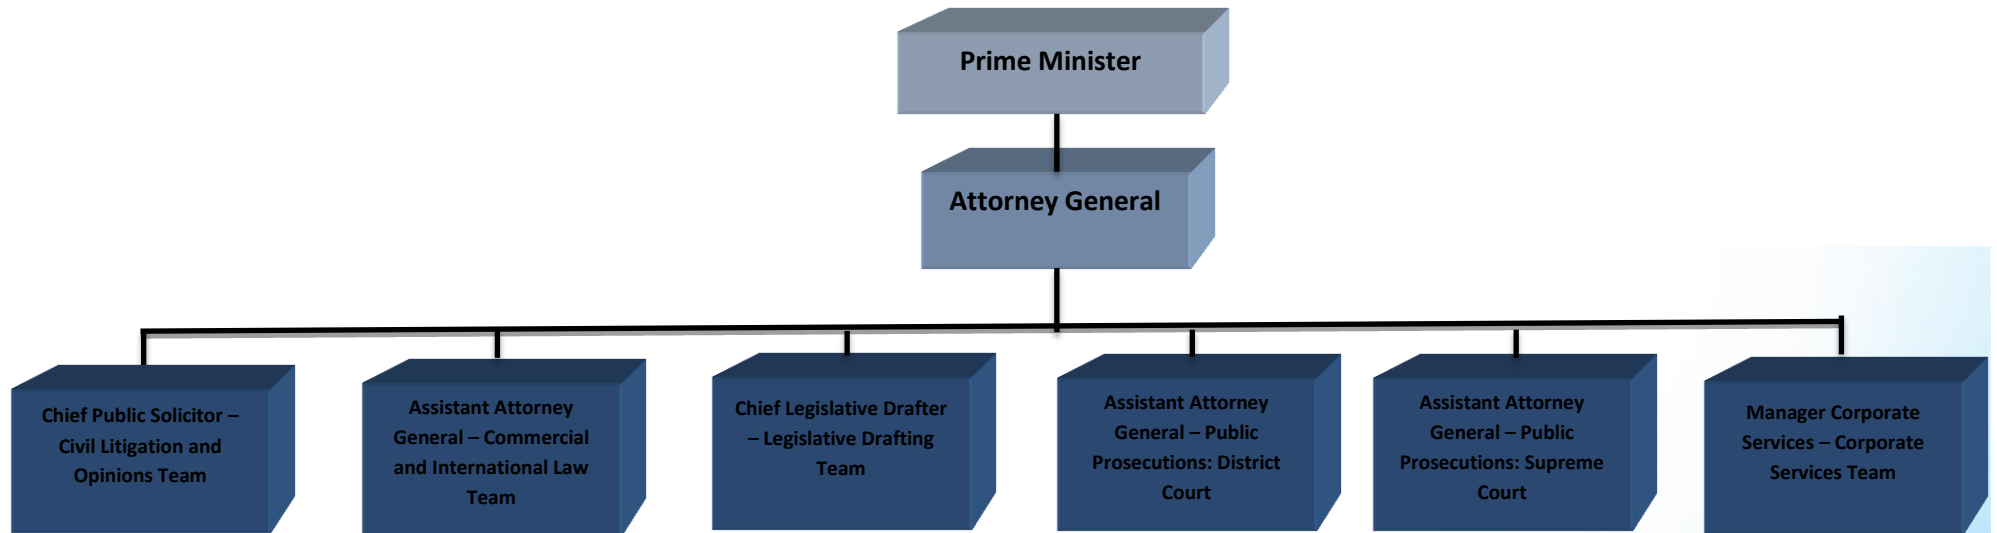 Prime Minister
Attorney General
Chief Public Solicitor –
Civil Litigation and
Opinions Team
Assistant Attorney
General – Commercial
and International Law
Team
Chief Legislative Drafter
– Legislative Drafting
Team
Assistant Attorney
General – Public
Prosecutions: District
Court
Assistant Attorney
General – Public
Prosecutions: Supreme
Court
Manager Corporate
Services – Corporate
Services Team